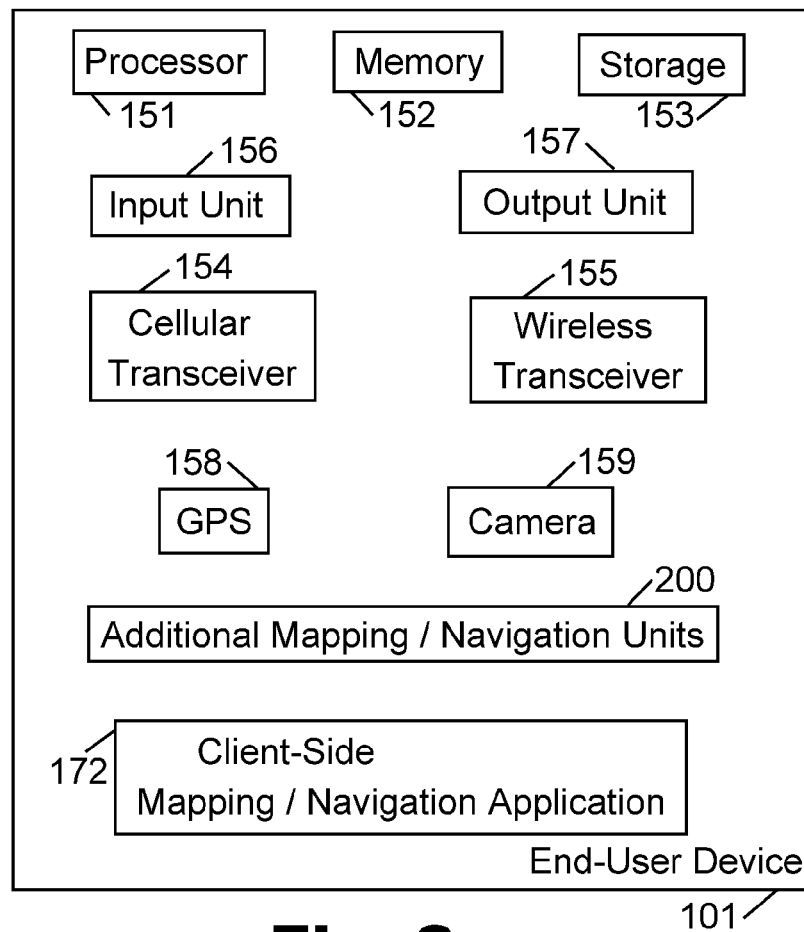 Processor Memory Storage
151 152 153
156 157
Input Unit Output Unit
154 155
Cellular Transceiver
Wireless Transceiver
158 159
GPS Camera
200
Additional Mapping / Navigation Units
172
Client-Side
Mapping / Navigation Application
End-User Device
101